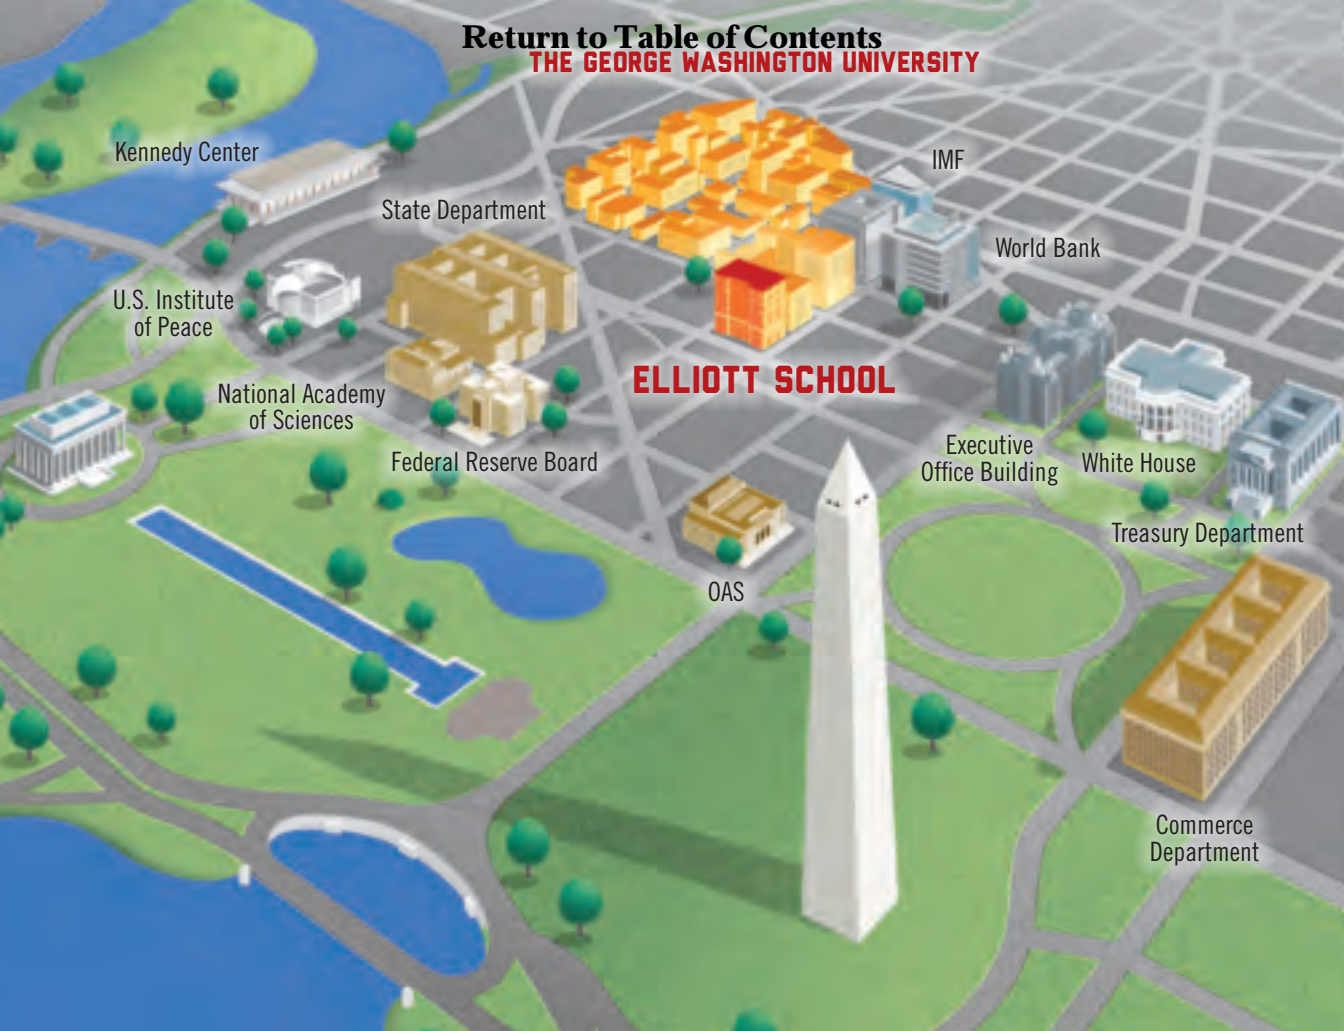 Return to Table of Contents
THE GEORGE WASHINGTON UNIVERSITY
Kennedy Center
IMF
State Department
World Bank
U.S. Institute
of Peace
ELLIOTT SCHOOL
National Academy
of Sciences
Executive
Office Building
White House
Federal Reserve Board
Treasury Department
OAS
Commerce
Department